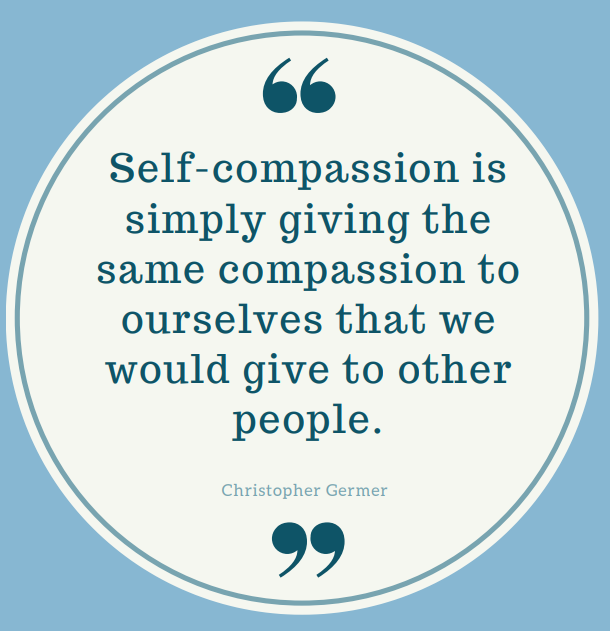 “
Self-compassion is
simply giving the
same compassion to
ourselves that we
would give to other
people.
Christopher Germer
”